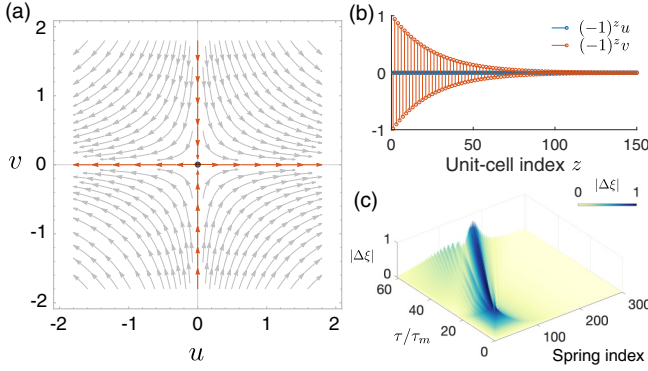 (a)
2
1
0
-1
-2
v
-2
-1
0
1
2
u
(b)
1
0
-1
(-1)^z u
(-1)^z v
0
50
100
150
Unit-cell index z
(c)
|Δξ|
0
1
|Δξ|
1
0
60
40
20
0
τ/τ_m
100
200
300
Spring index